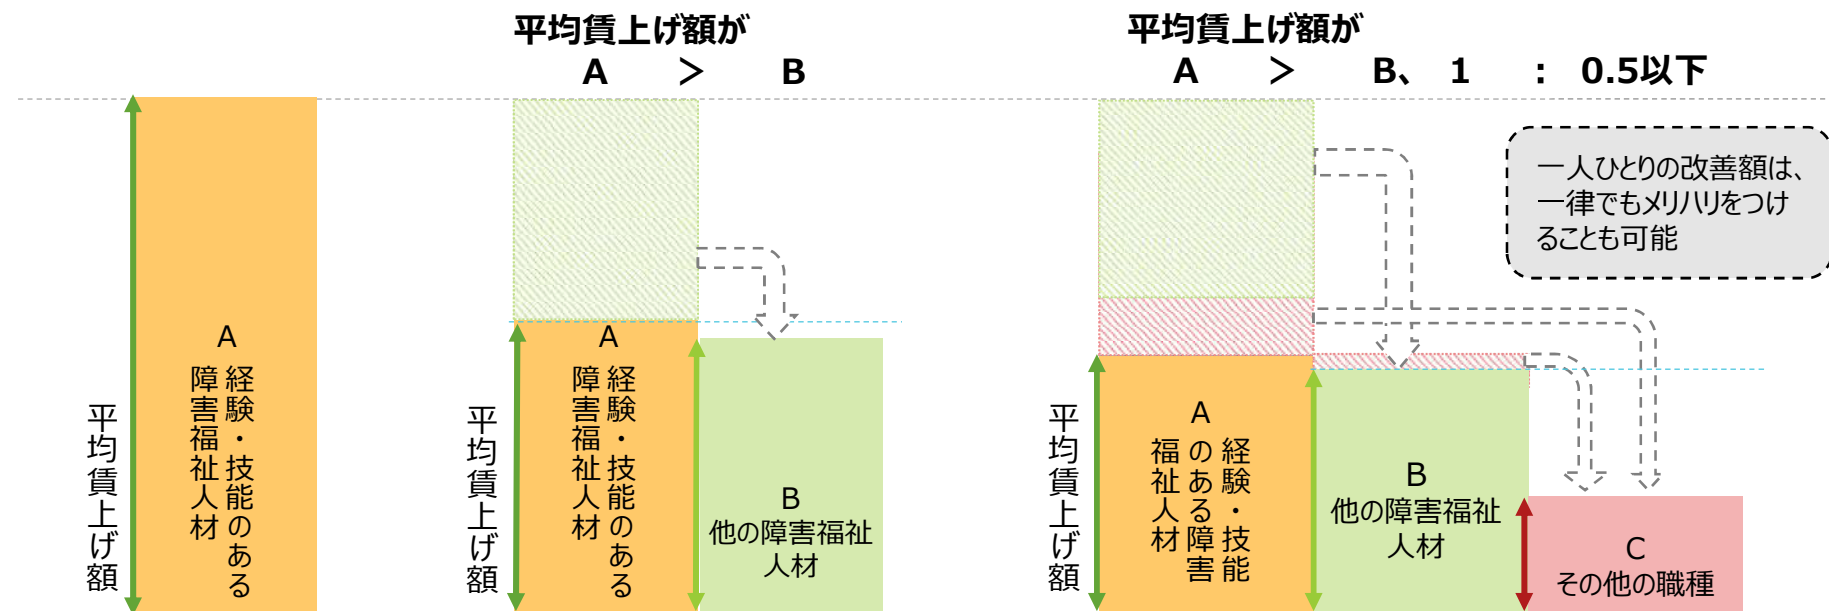 平均賃上げ額が
A ＞ B
平均賃上げ額が
A ＞ B、 1 : 0.5以下
一人ひとりの改善額は、
一律でもメリハリをつけ
ることも可能
平均賃上げ額
A
経験・技能のある
障害福祉人材
平均賃上げ額
A
経験・技能のある
障害福祉人材
B
他の障害福祉
人材
平均賃上げ額
A
経験・技能
のある障害
福祉人材
B
他の障害福祉
人材
C
その他の職種